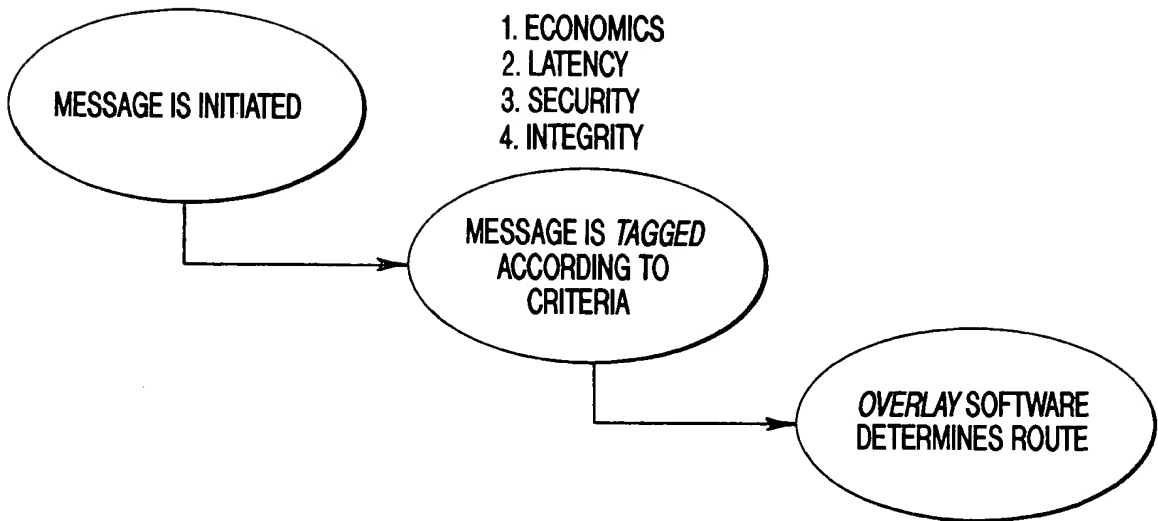 MESSAGE IS INITIATED
1. ECONOMICS
2. LATENCY
3. SECURITY
4. INTEGRITY
MESSAGE IS TAGGED
ACCORDING TO
CRITERIA
OVERLAY SOFTWARE
DETERMINES ROUTE